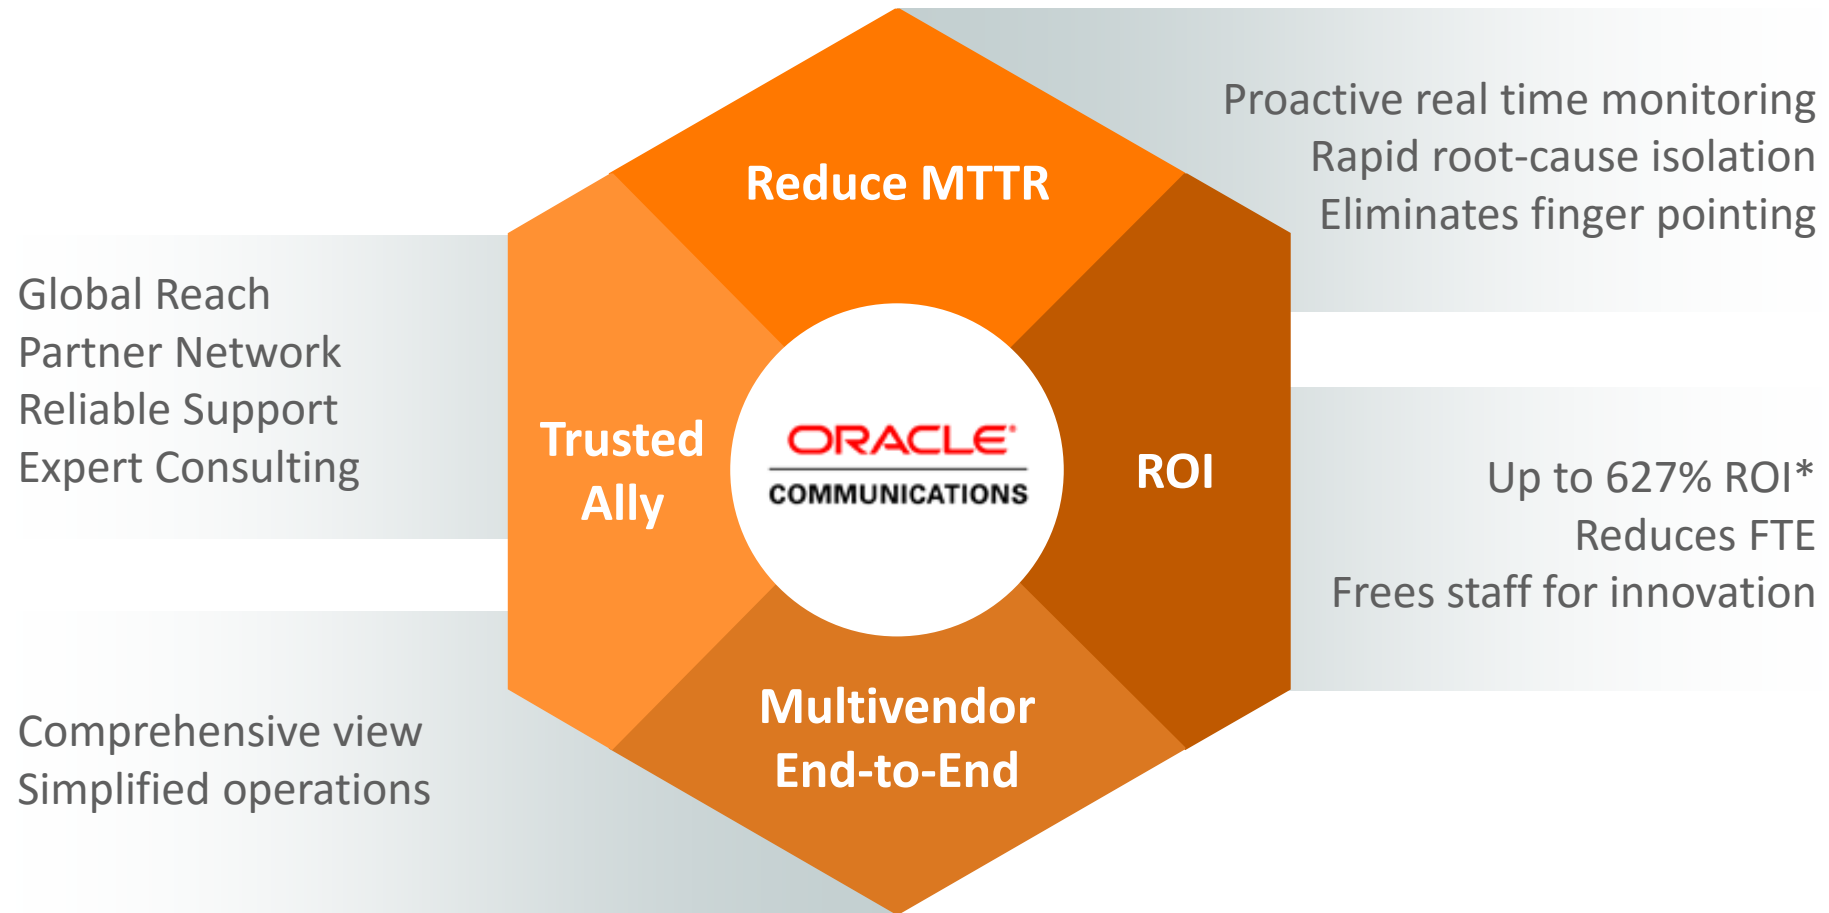 Reduce MTTR
Proactive real time monitoring
Rapid root-cause isolation
Eliminates finger pointing
Global Reach
Partner Network
Reliable Support
Expert Consulting
Trusted
Ally
ORACLE®
COMMUNICATIONS
ROI
Up to 627% ROI*
Reduces FTE
Frees staff for innovation
Multivendor
End-to-End
Comprehensive view
Simplified operations